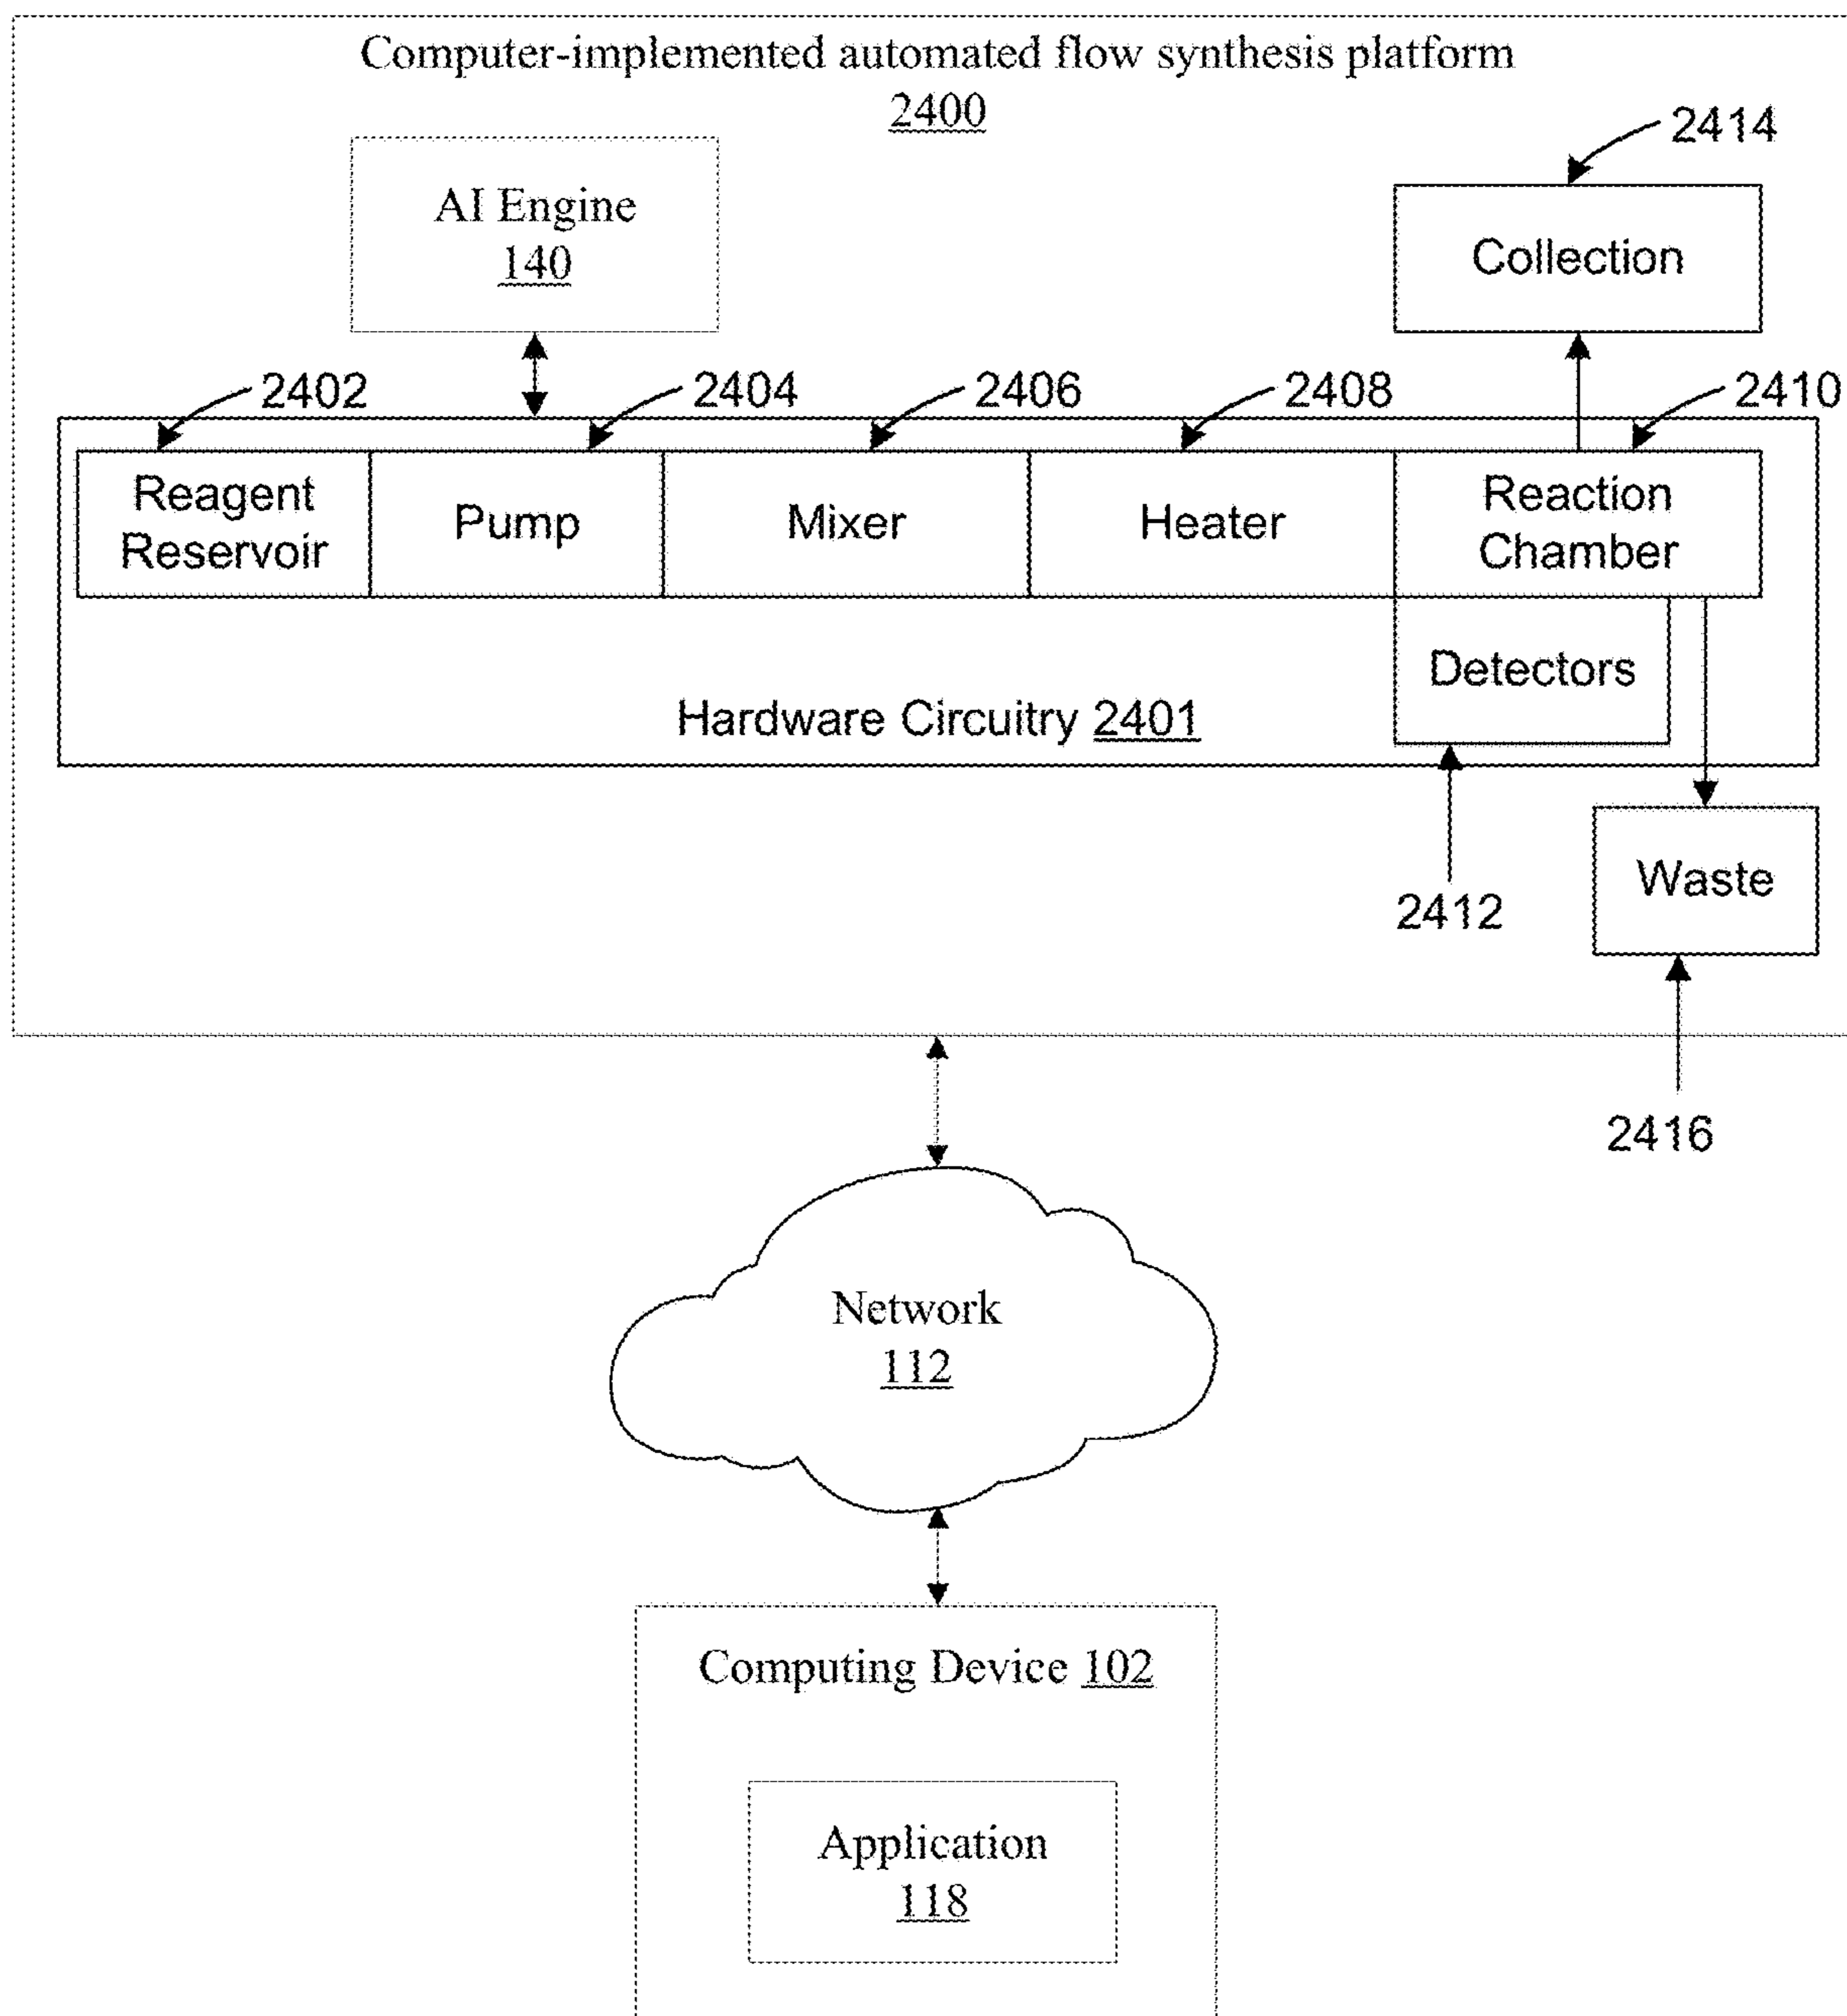 Computer-implemented automated flow synthesis platform
2400
2414
AI Engine
140
Collection
2402
2404
2406
2408
2410
Reagent
Reservoir
Pump
Mixer
Heater
Reaction
Chamber
Detectors
Hardware Circuitry 2401
Waste
2412
2416
Network
112
Computing Device 102
Application
118